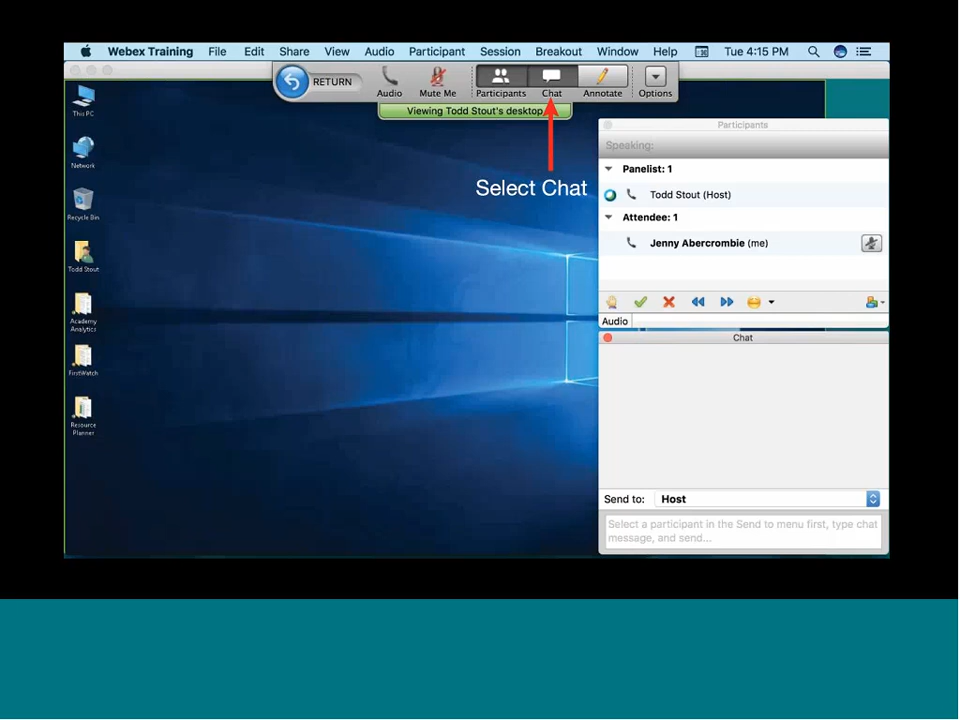 Webex Training File Edit Share View Audio Participant Session Breakout Window Help Tue 4:15 PM
RETURN
Audio Mute Me Participants Chat Annotate Options
Viewing Todd Stout's desktop
Select Chat
This PC
Network
Recycle Bin
Todd Stout
Academy
Analytics
FirstWatch
Resource
Planner
Participants
Speaking:
Panelist: 1
Todd Stout (Host)
Attendee: 1
Jenny Abercrombie (me)
Audio
Chat
Send to: Host
Select a participant in the Send to menu first, type chat
message, and send...